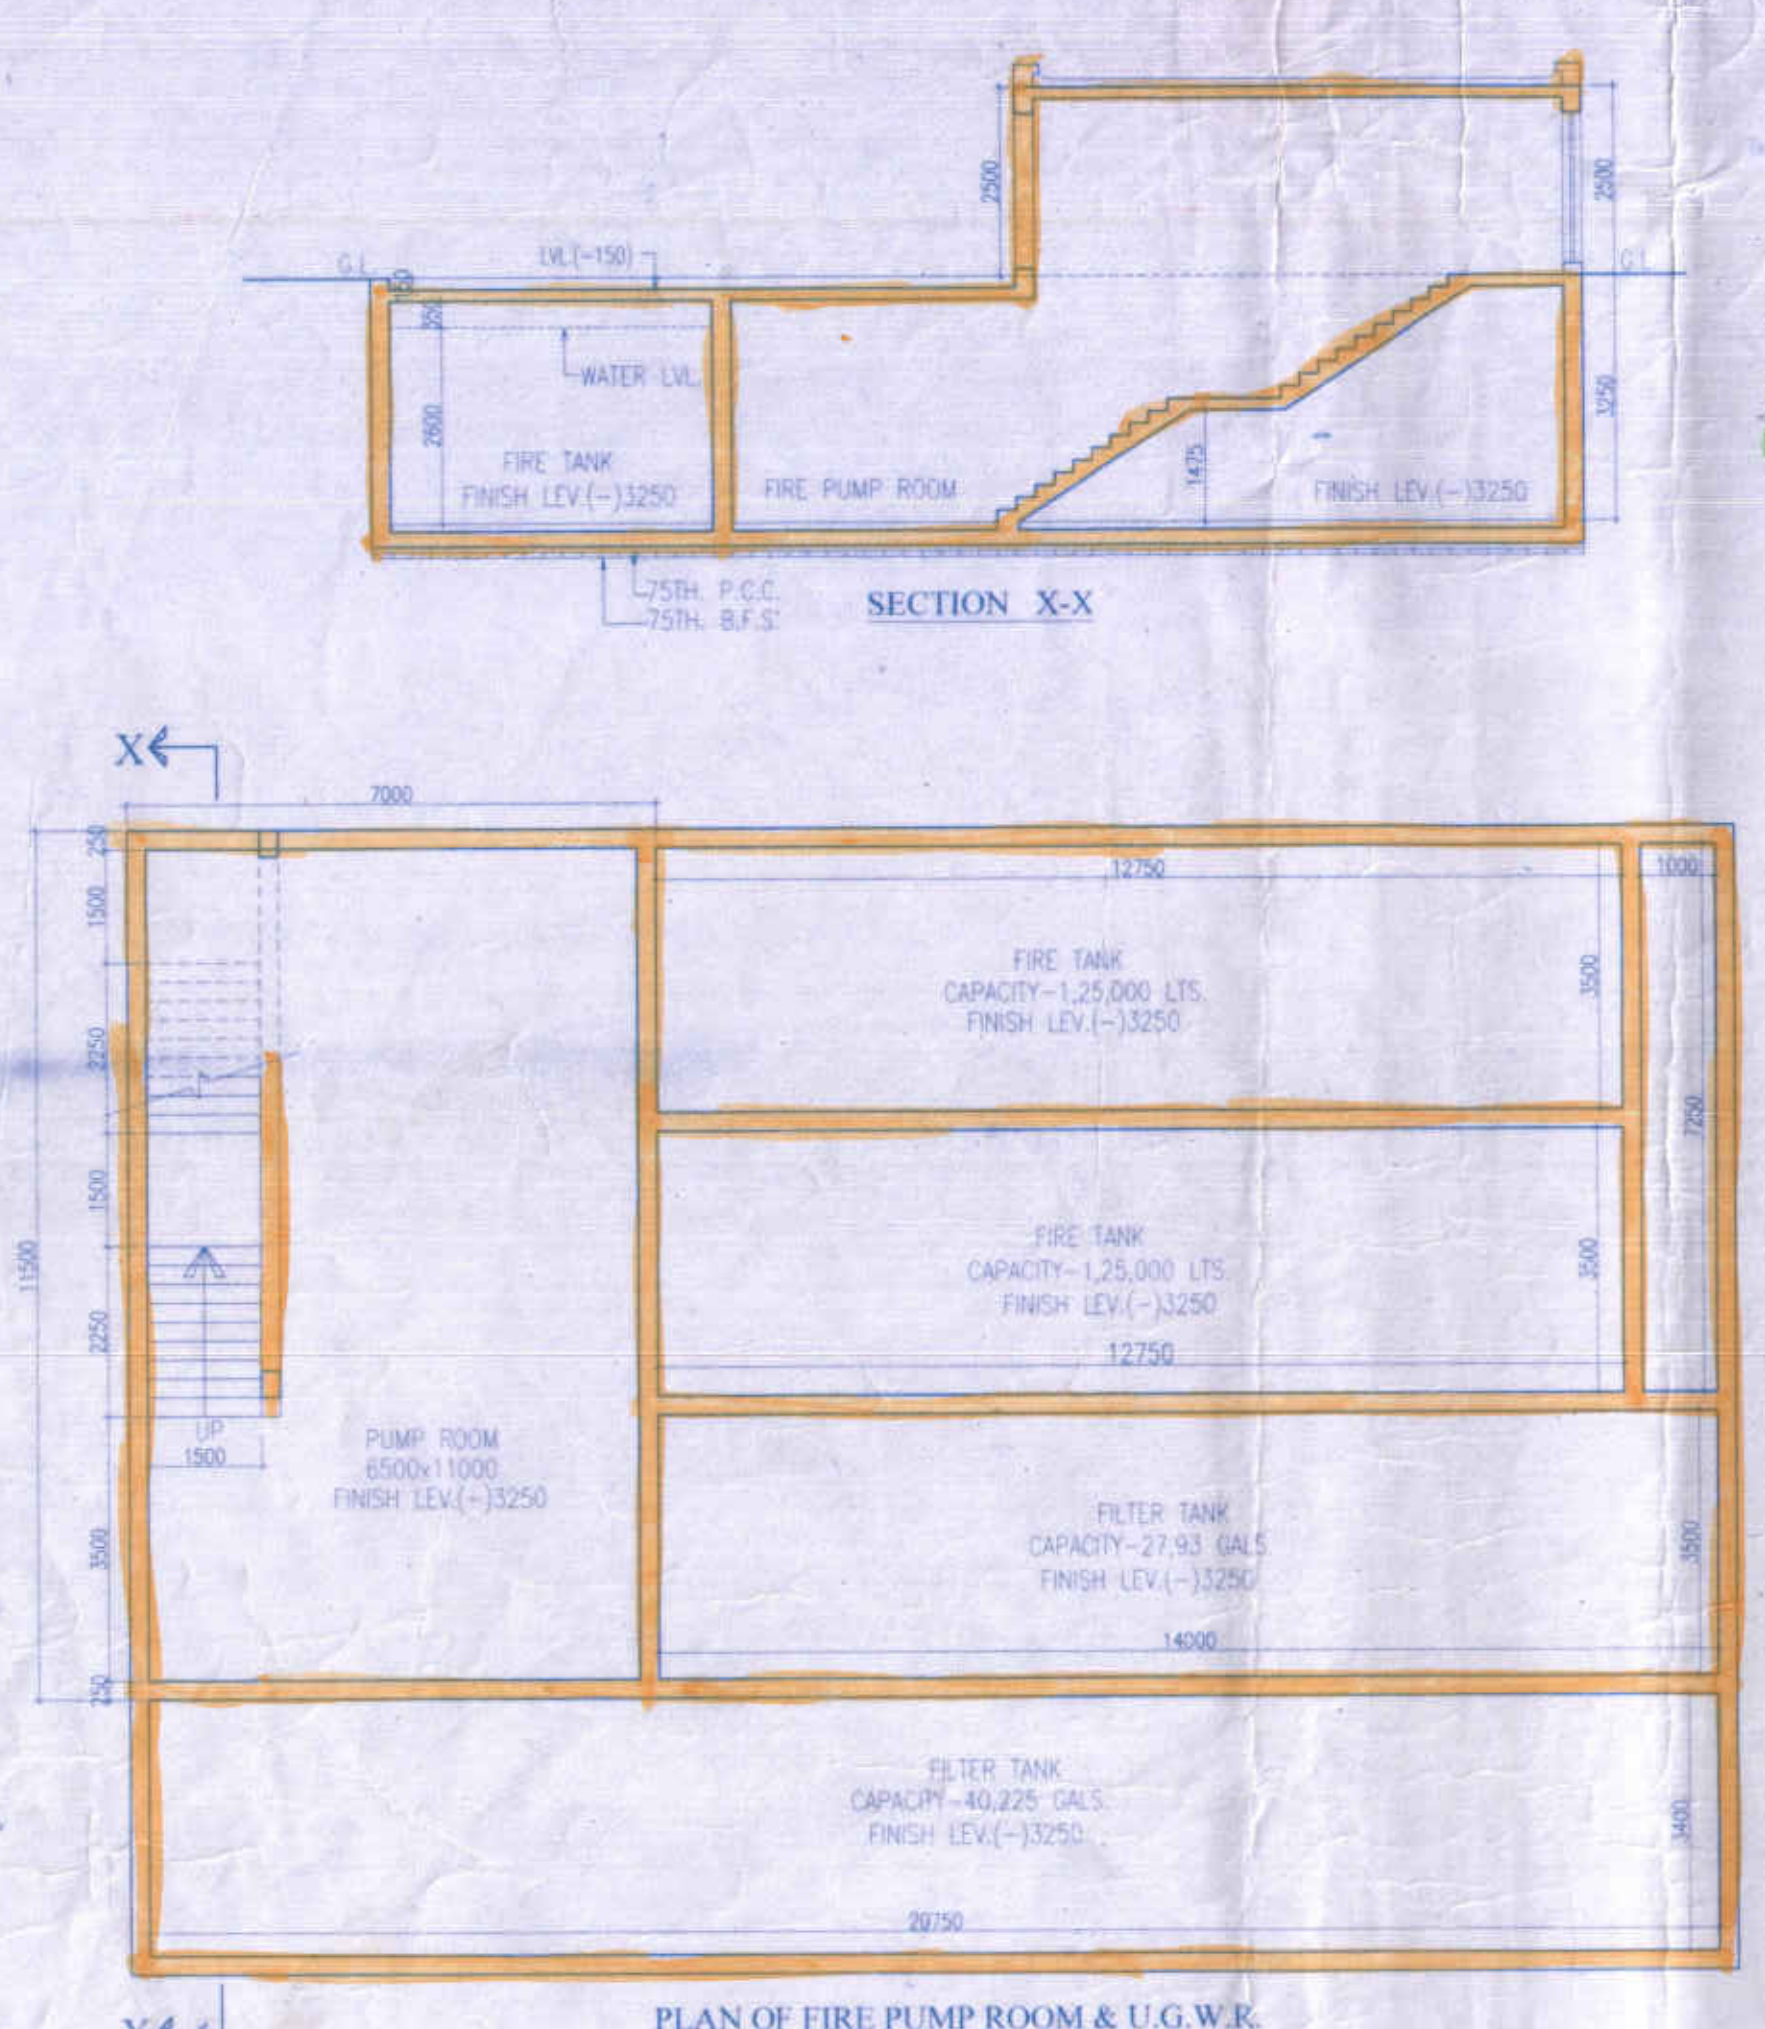 2500
2500
G.L.
LVL(-150)
G.L.
150
350
WATER LVL.
2600
3250
1475
FIRE TANK
FINISH LEV.(-)3250
FIRE PUMP ROOM
FINISH LEV.(-)3250
75TH. P.C.C.
75TH. B.F.S.
SECTION X-X
X
7000
250
12750
1000
1500
FIRE TANK
CAPACITY-1,25,000 LTS.
FINISH LEV.(-)3250
3500
2250
7250
1500
11500
FIRE TANK
CAPACITY-1,25,000 LTS.
FINISH LEV.(-)3250
3500
12750
2250
UP
1500
PUMP ROOM
6500x11000
FINISH LEV.(-)3250
3500
FILTER TANK
CAPACITY-27,93 GALS
FINISH LEV.(-)3250
3500
14000
250
FILTER TANK
CAPACITY-40,225 GALS.
FINISH LEV.(-)3250
3400
20750
PLAN OF FIRE PUMP ROOM & U.G.W.R.